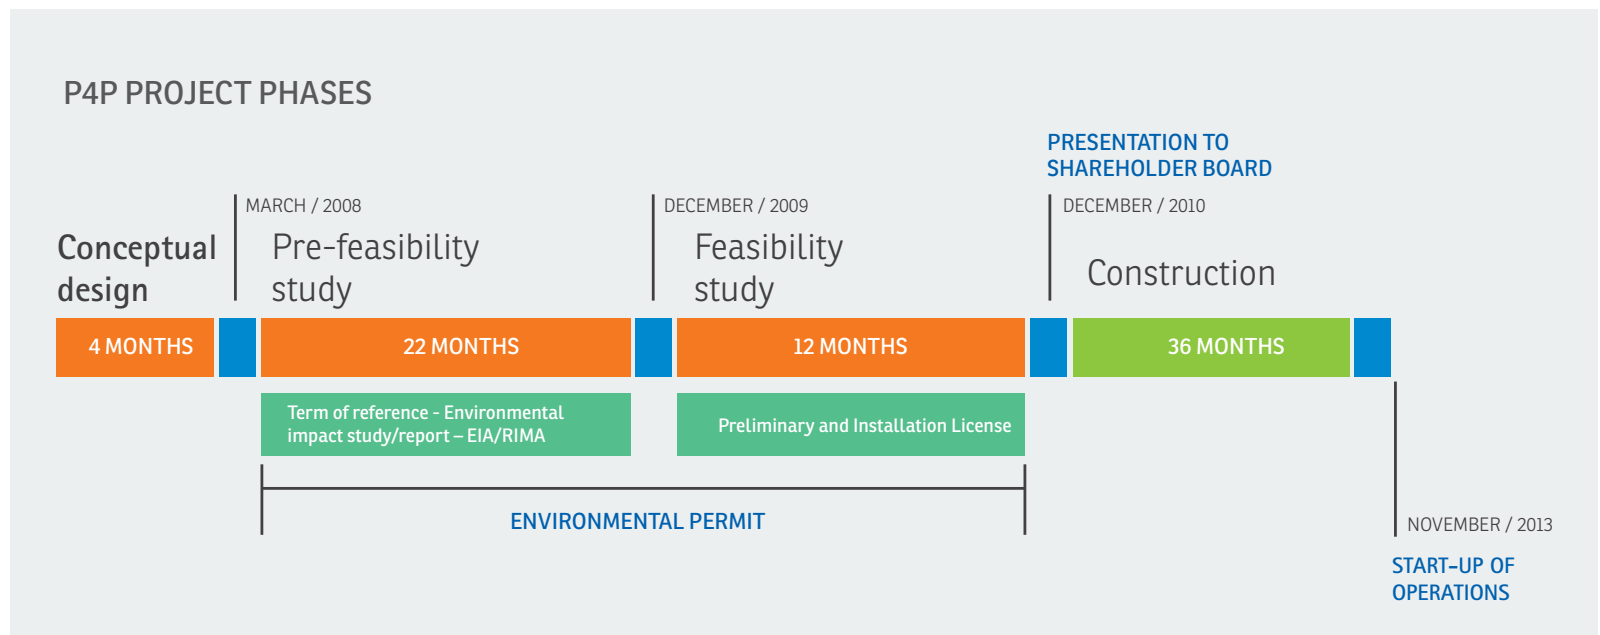 P4P PROJECT PHASES
PRESENTATION TO
SHAREHOLDER BOARD
MARCH / 2008
DECEMBER / 2009
DECEMBER / 2010
Conceptual
design
Pre-feasibility
study
Feasibility
study
Construction
4 MONTHS
22 MONTHS
12 MONTHS
36 MONTHS
Term of reference - Environmental
impact study/report – EIA/RIMA
Preliminary and Installation License
ENVIRONMENTAL PERMIT
NOVEMBER / 2013
START-UP OF
OPERATIONS